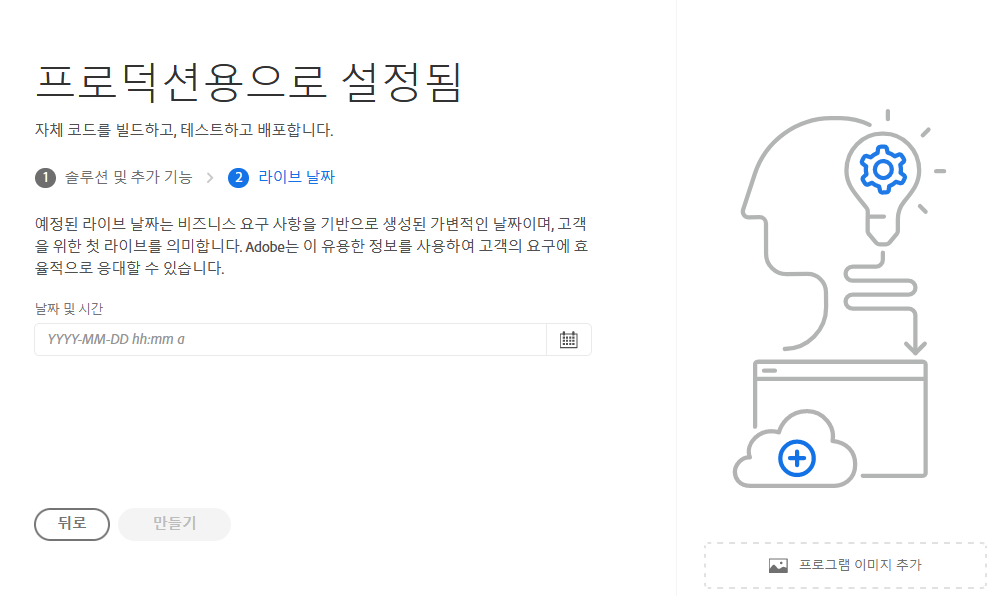 프로덕션용으로 설정됨
자체 코드를 빌드하고, 테스트하고 배포합니다.
1 솔루션 및 추가 기능 > 2 라이브 날짜
예정된 라이브 날짜는 비즈니스 요구 사항을 기반으로 생성된 가변적인 날짜이며, 고객
을 위한 첫 라이브를 의미합니다. Adobe는 이 유용한 정보를 사용하여 고객의 요구에 효
율적으로 응대할 수 있습니다.
날짜 및 시간
YYYY-MM-DD hh:mm a
뒤로 만들기
프로그램 이미지 추가